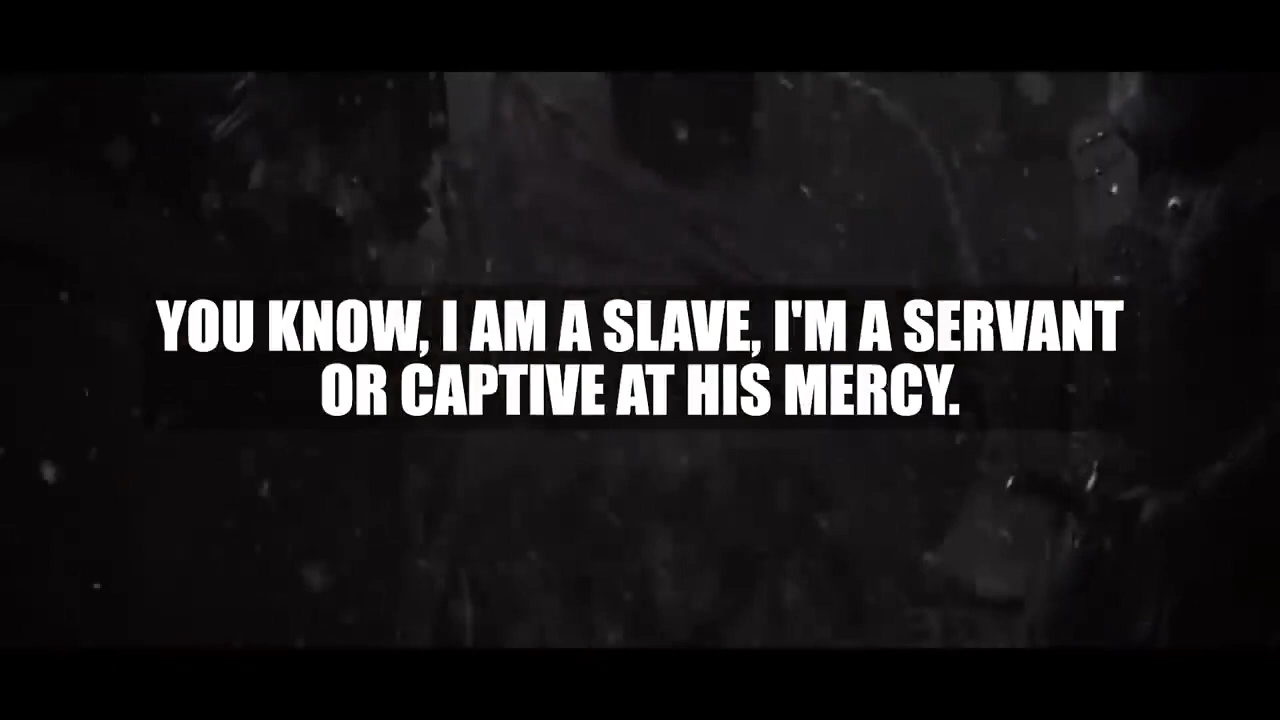 YOU KNOW, I AM A SLAVE, I'M A SERVANT
OR CAPTIVE AT HIS MERCY.